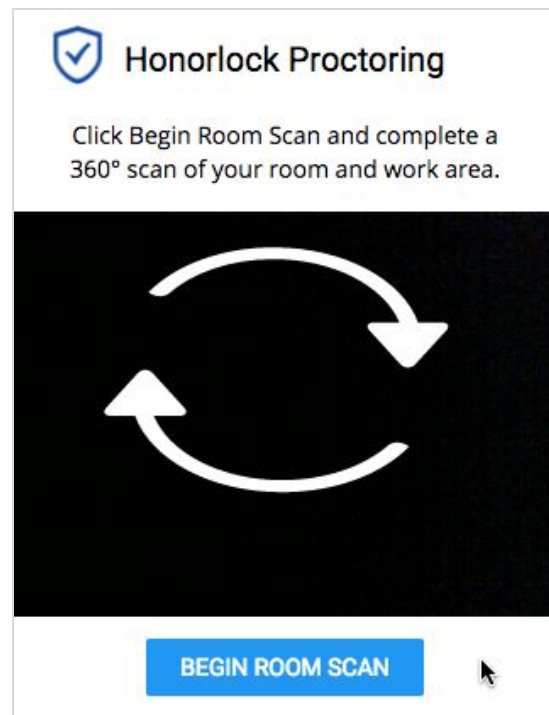 Honorlock Proctoring
Click Begin Room Scan and complete a
360° scan of your room and work area.
BEGIN ROOM SCAN